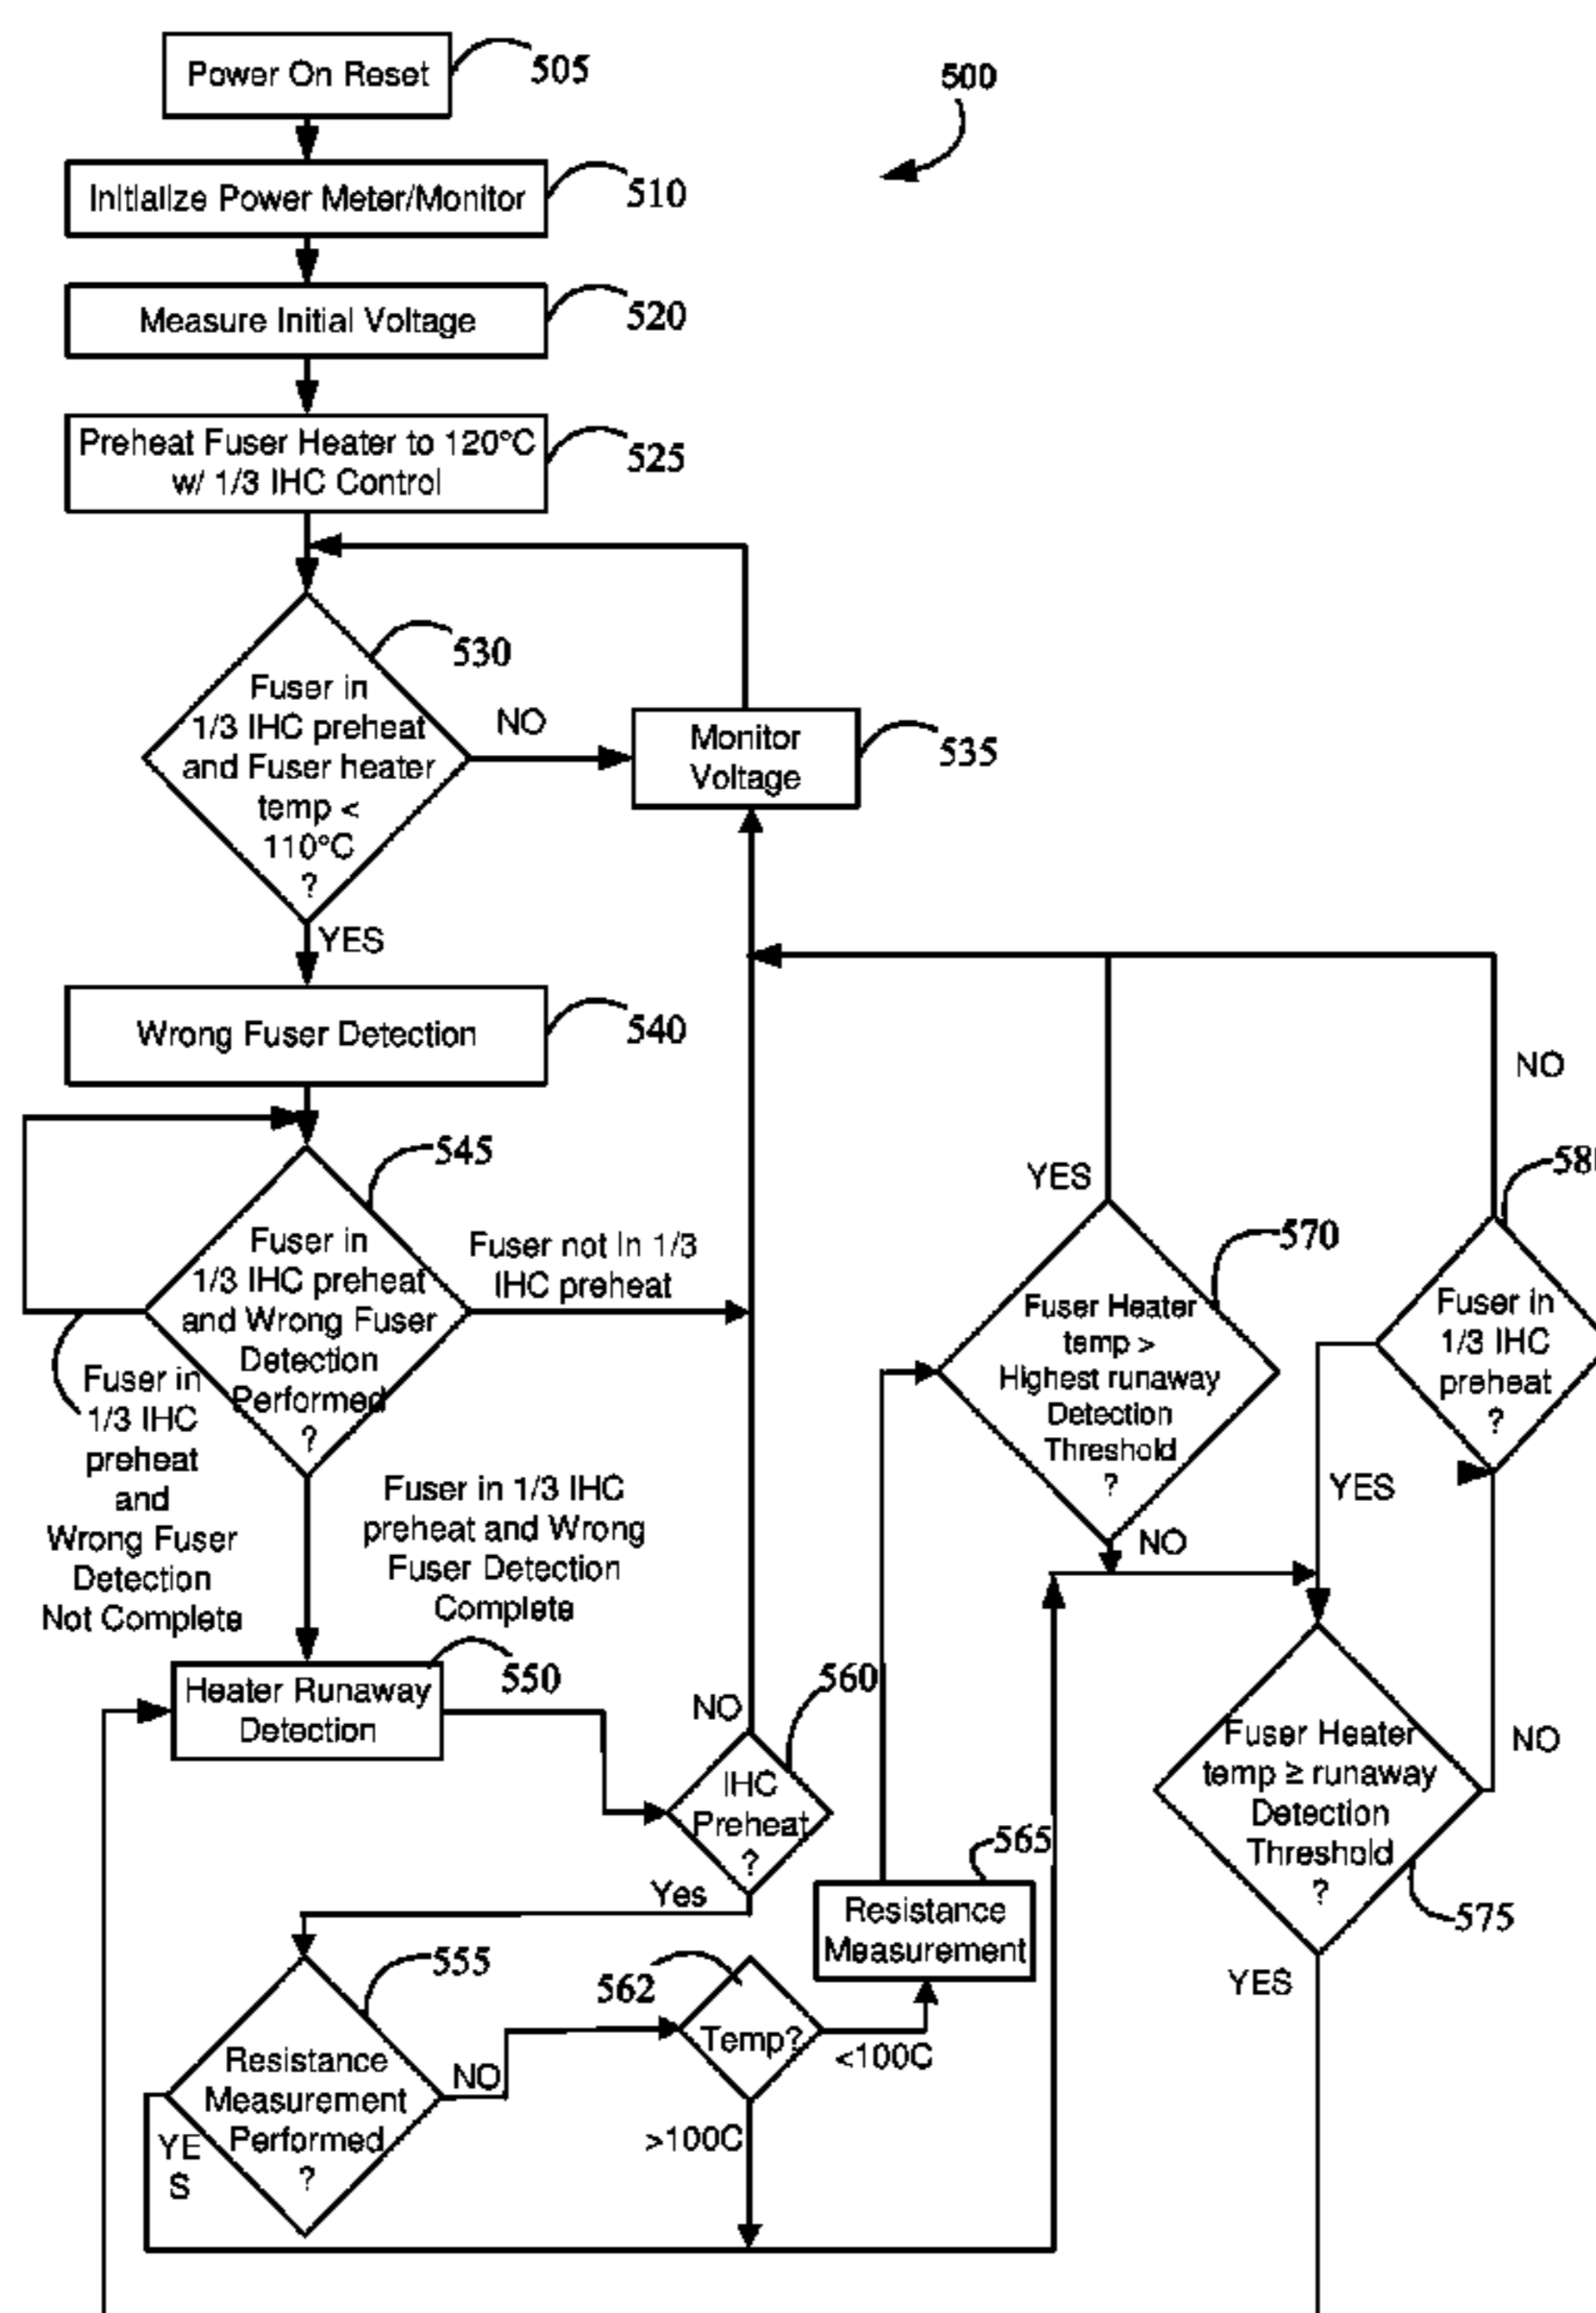 Power On Reset
505
500
Initialize Power Meter/Monitor
510
Measure Initial Voltage
520
Preheat Fuser Heater to 120°C
w/ 1/3 IHC Control
525
530
Fuser in
1/3 IHC preheat
and Fuser heater
temp <
110°C
?
NO
Monitor
Voltage
535
YES
Wrong Fuser Detection
540
545
Fuser in
1/3 IHC preheat
and Wrong Fuser
Detection
Performed
?
Fuser not In 1/3
IHC preheat
Fuser in
1/3 IHC
preheat
and
Wrong Fuser
Detection
Not Complete
Fuser in 1/3 IHC
preheat and Wrong
Fuser Detection
Complete
Heater Runaway
Detection
550
NO
560
IHC
Preheat
?
Yes
555
Resistance
Measurement
Performed
?
YE
S
NO
562
Temp?
<100C
>100C
565
Resistance
Measurement
YES
570
Fuser Heater
temp >
Highest runaway
Detection
Threshold
?
NO
NO
Fuser in
1/3 IHC
preheat
?
YES
Fuser Heater
temp ≥ runaway
Detection
Threshold
?
NO
575
YES